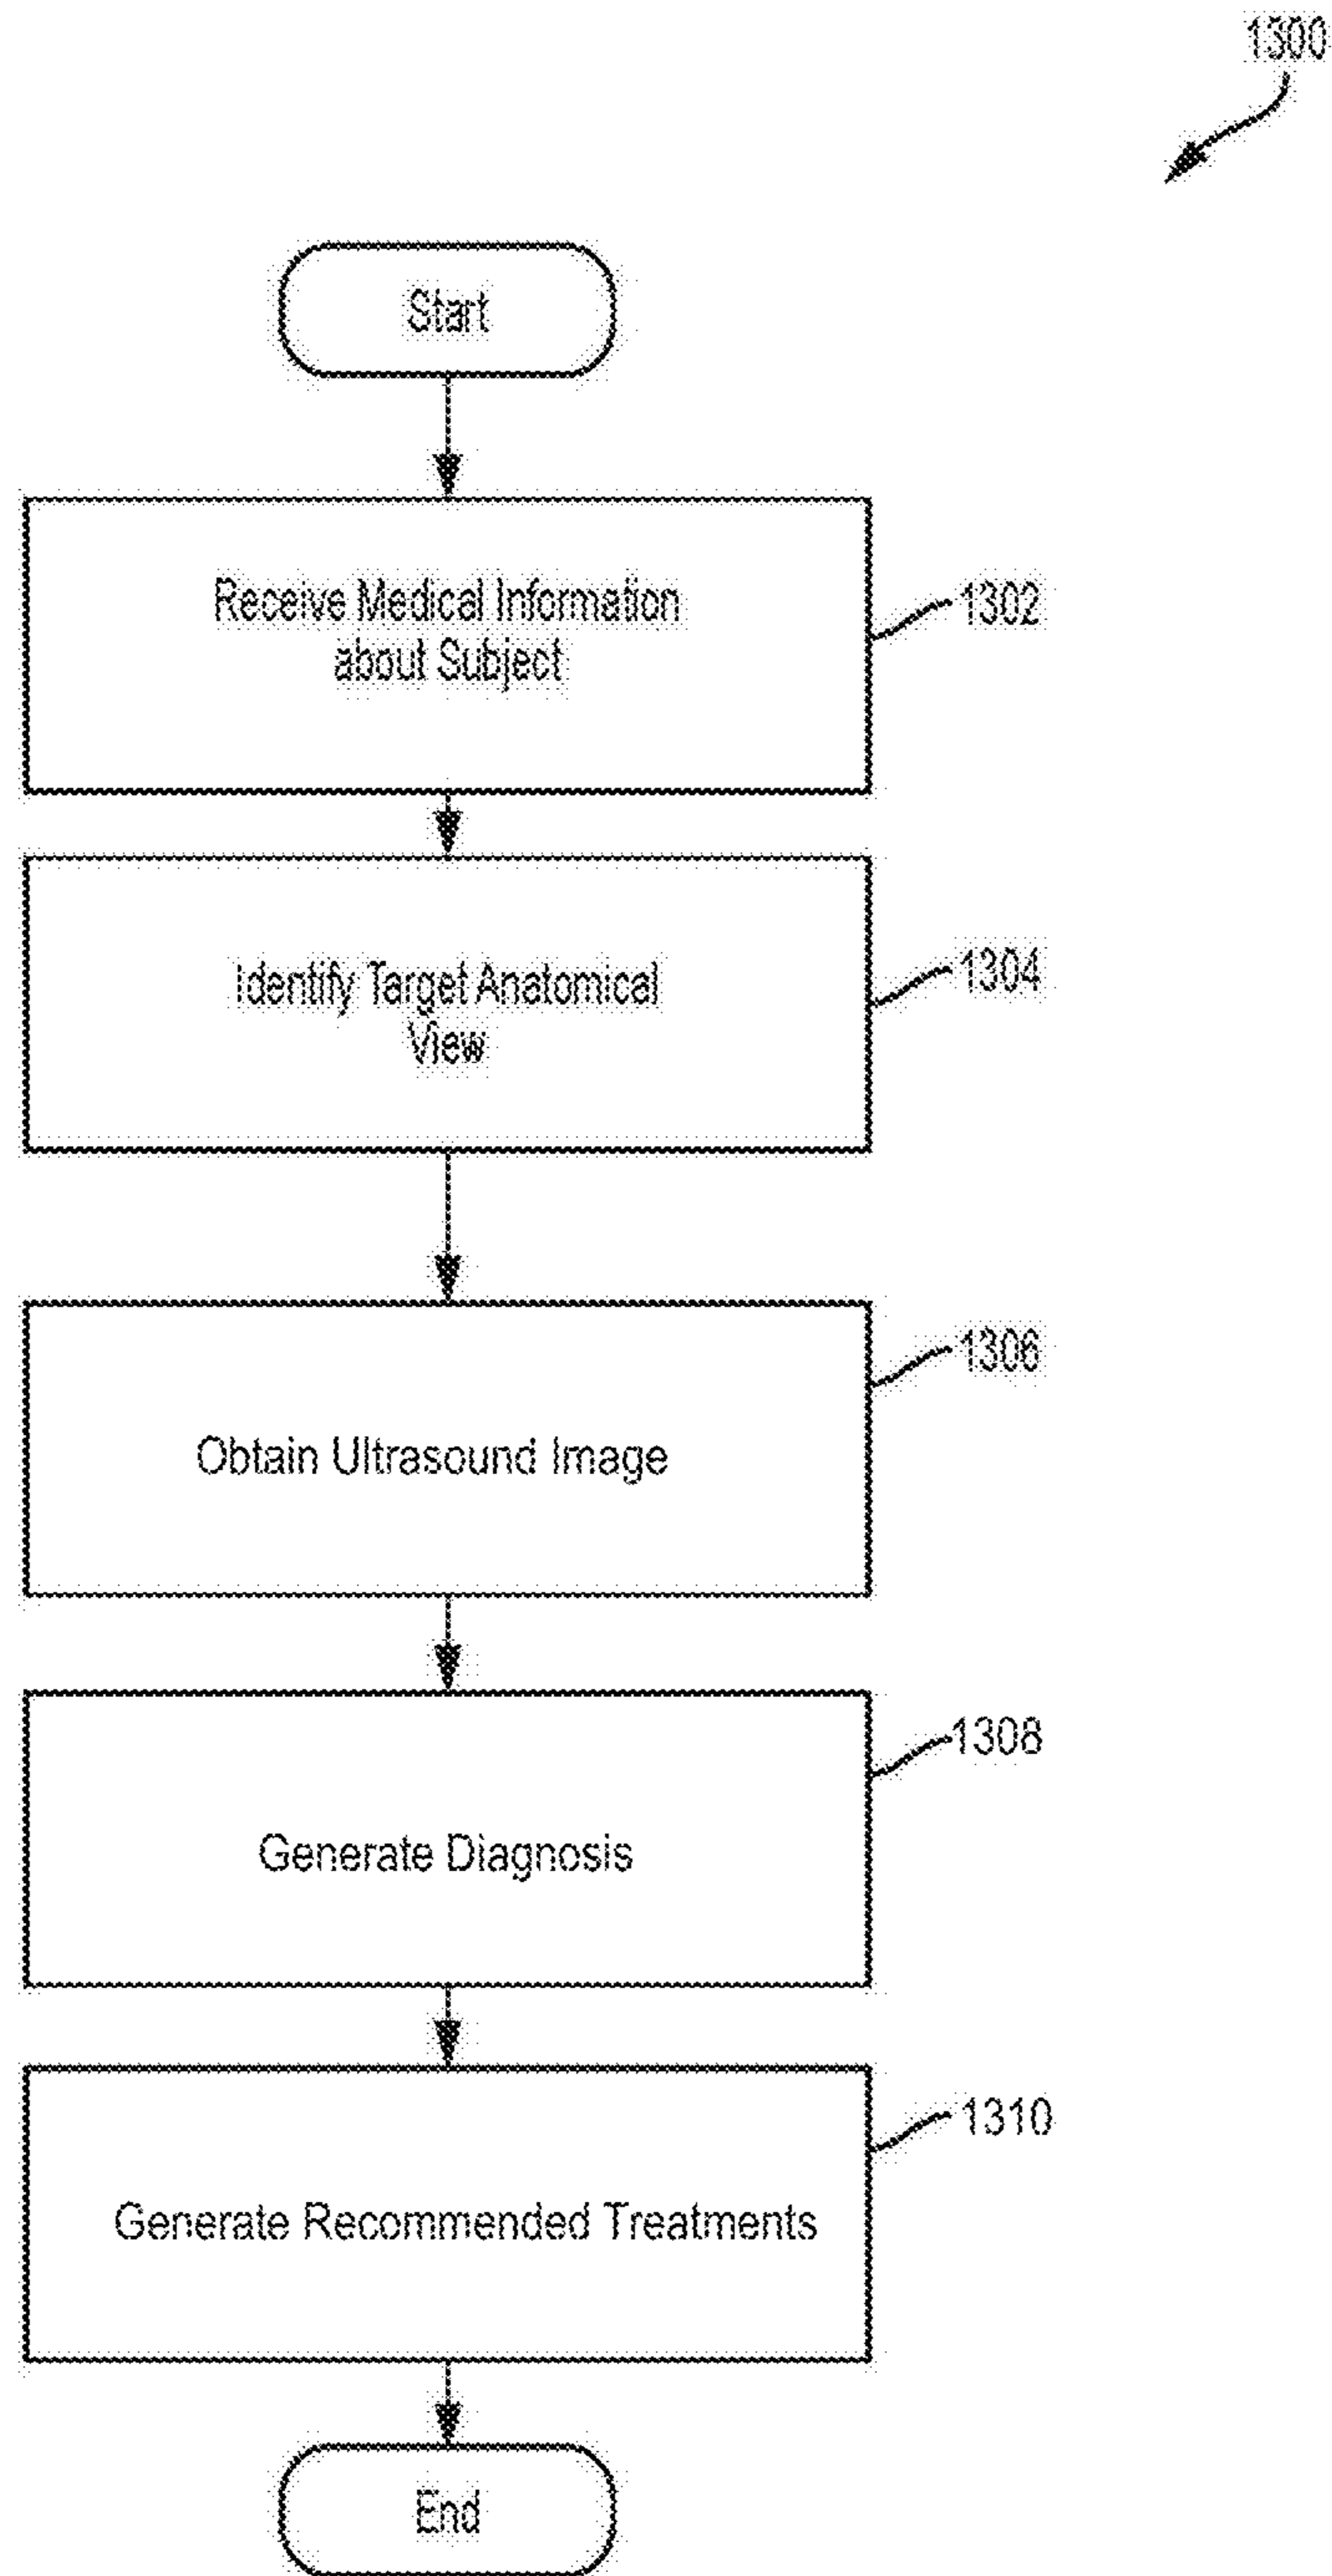 1300
Start
Receive Medical Information
about Subject
1302
Identify Target Anatomical
View
1304
Obtain Ultrasound Image
1306
Generate Diagnosis
1308
Generate Recommended Treatments
1310
End